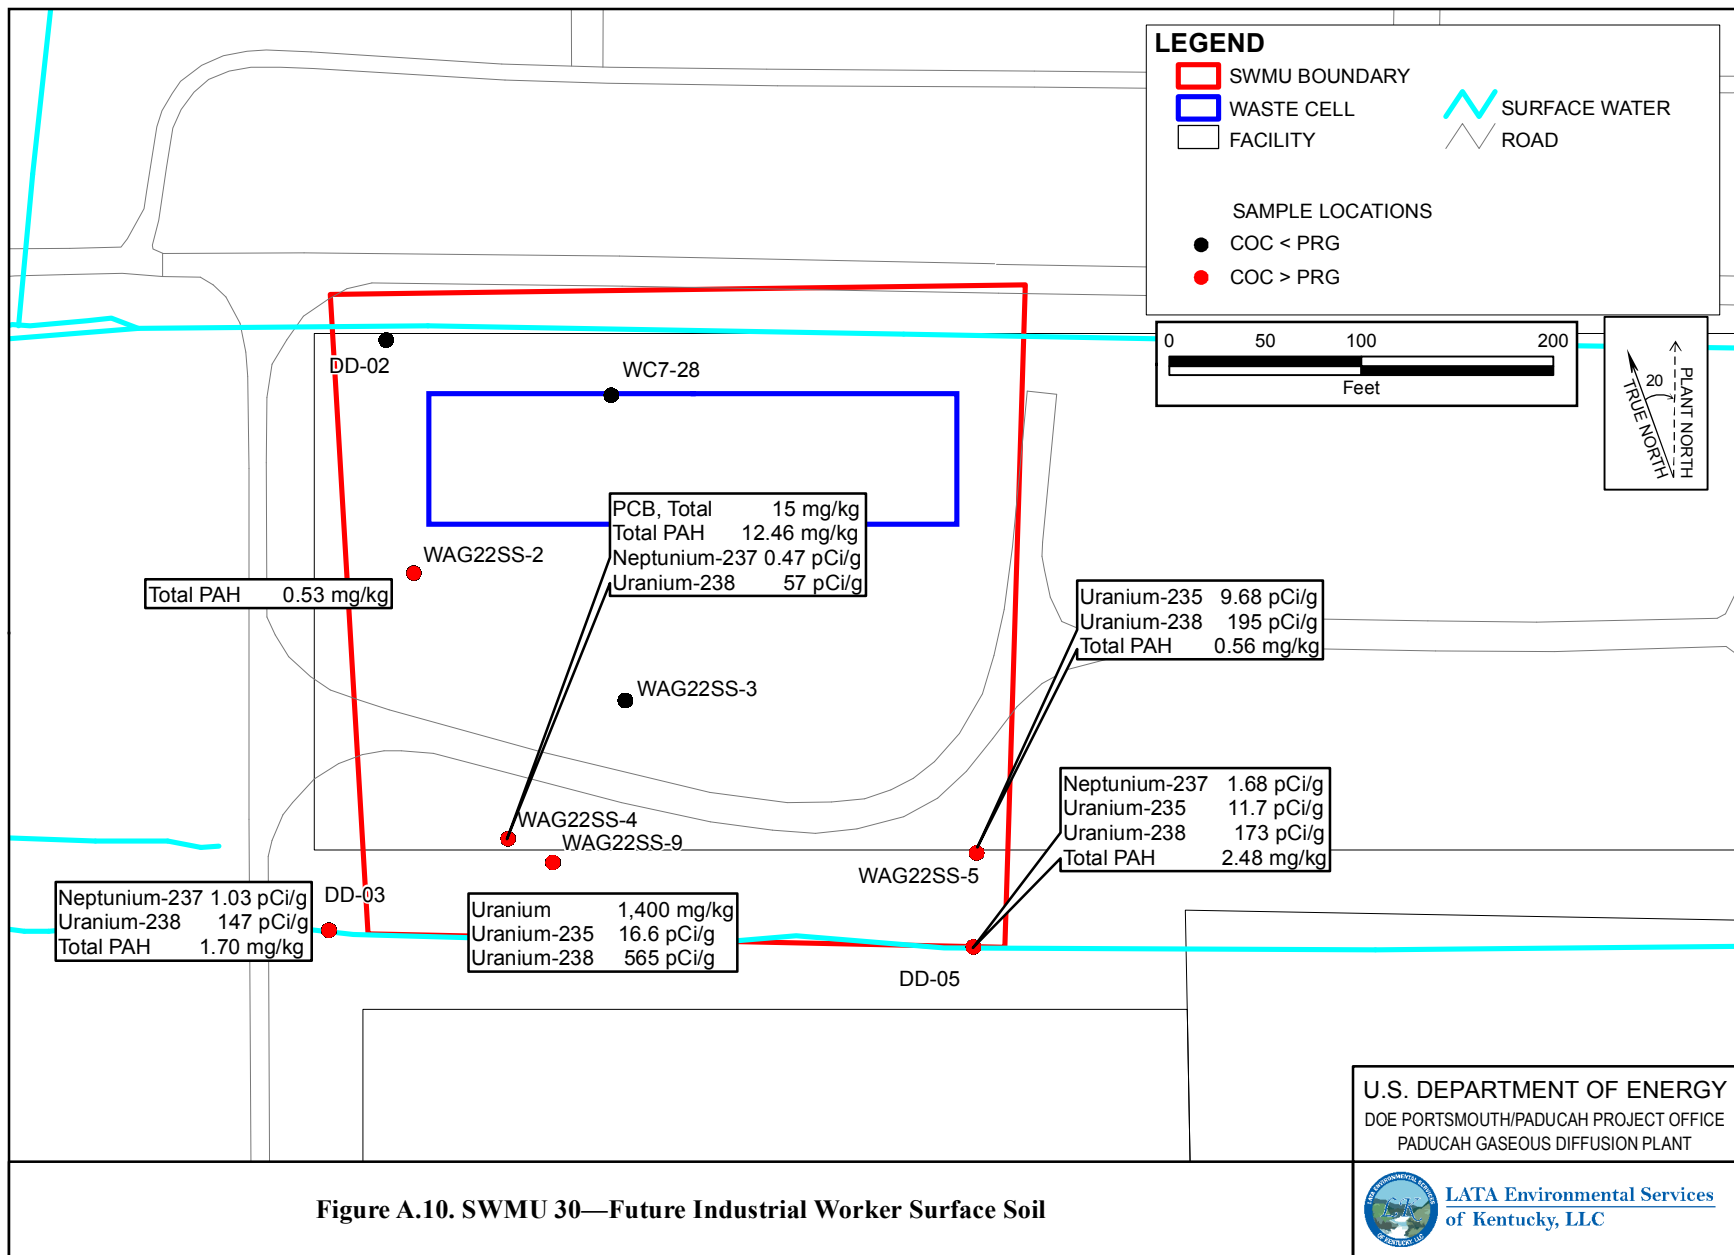 LEGEND
SWMU BOUNDARY
WASTE CELL
FACILITY
SURFACE WATER
ROAD
SAMPLE LOCATIONS
COC < PRG
COC > PRG
0 50 100 200
Feet
20
TRUE NORTH
PLANT NORTH
DD-02
WC7-28
PCB, Total 15 mg/kg
Total PAH 12.46 mg/kg
Neptunium-237 0.47 pCi/g
Uranium-238 57 pCi/g
WAG22SS-2
Total PAH 0.53 mg/kg
Uranium-235 9.68 pCi/g
Uranium-238 195 pCi/g
Total PAH 0.56 mg/kg
WAG22SS-3
Neptunium-237 1.68 pCi/g
Uranium-235 11.7 pCi/g
Uranium-238 173 pCi/g
Total PAH 2.48 mg/kg
WAG22SS-4
WAG22SS-9
WAG22SS-5
Neptunium-237 1.03 pCi/g
Uranium-238 147 pCi/g
Total PAH 1.70 mg/kg
DD-03
Uranium 1,400 mg/kg
Uranium-235 16.6 pCi/g
Uranium-238 565 pCi/g
DD-05
U.S. DEPARTMENT OF ENERGY
DOE PORTSMOUTH/PADUCAH PROJECT OFFICE
PADUCAH GASEOUS DIFFUSION PLANT
Figure A.10. SWMU 30—Future Industrial Worker Surface Soil
LATA ENVIRONMENTAL SERVICES
LK
OF KENTUCKY, LLC
LATA Environmental Services
of Kentucky, LLC